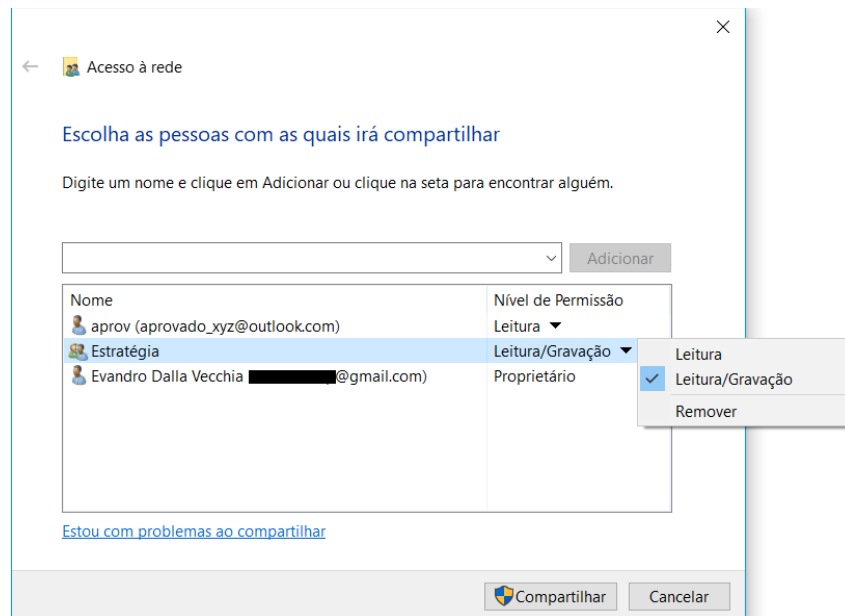 Acesso à rede
Escolha as pessoas com as quais irá compartilhar
Digite um nome e clique em Adicionar ou clique na seta para encontrar alguém.
Adicionar
Nome Nível de Permissão
aprov (aprovado_xyz@outlook.com) Leitura
Estratégia Leitura/Gravação
Evandro Dalla Vecchia @gmail.com) Proprietário
Leitura
Leitura/Gravação
Remover
Estou com problemas ao compartilhar
Compartilhar Cancelar